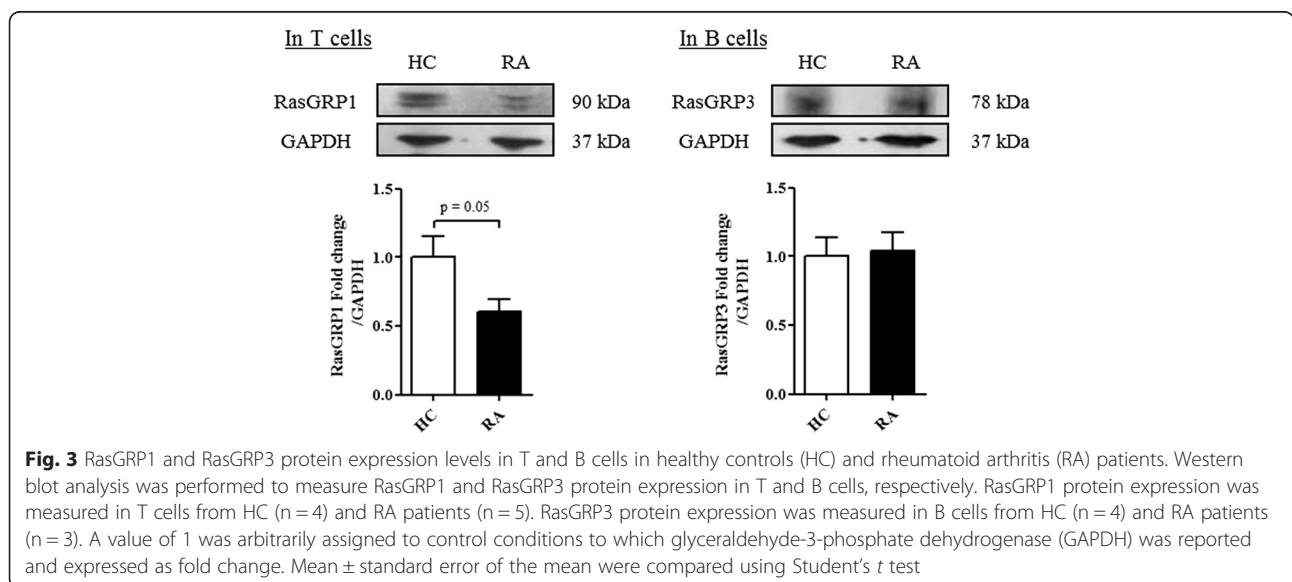 In T cells
HC RA
RasGRP1 90 kDa
GAPDH 37 kDa
RasGRP1 Fold change
/GAPDH
1.5
1.0
0.5
0.0
p = 0.05
HC RA
In B cells
HC RA
RasGRP3 78 kDa
GAPDH 37 kDa
RasGRP3 Fold change
/GAPDH
1.5
1.0
0.5
0.0
HC RA
Fig. 3 RasGRP1 and RasGRP3 protein expression levels in T and B cells in healthy controls (HC) and rheumatoid arthritis (RA) patients. Western
blot analysis was performed to measure RasGRP1 and RasGRP3 protein expression in T and B cells, respectively. RasGRP1 protein expression was
measured in T cells from HC (n = 4) and RA patients (n = 5). RasGRP3 protein expression was measured in B cells from HC (n = 4) and RA patients
(n = 3). A value of 1 was arbitrarily assigned to control conditions to which glyceraldehyde-3-phosphate dehydrogenase (GAPDH) was reported
and expressed as fold change. Mean ± standard error of the mean were compared using Student's t test